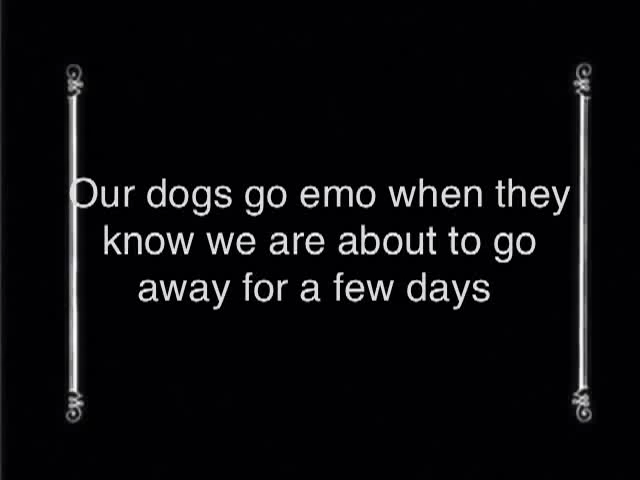 Our dogs go emo when they
know we are about to go
away for a few days